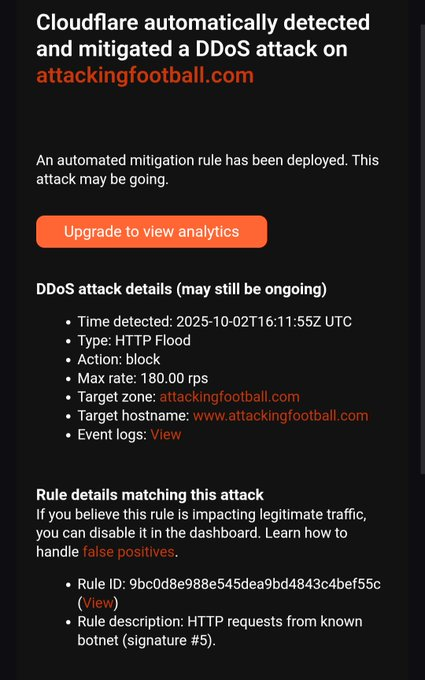 Cloudflare automatically detected
and mitigated a DDoS attack on
attackingfootball.com
An automated mitigation rule has been deployed. This
attack may be going.
Upgrade to view analytics
DDoS attack details (may still be ongoing)
• Time detected: 2025-10-02T16:11:55Z UTC
• Type: HTTP Flood
• Action: block
• Max rate: 180.00 rps
• Target zone: attackingfootball.com
• Target hostname: www.attackingfootball.com
• Event logs: View
Rule details matching this attack
If you believe this rule is impacting legitimate traffic,
you can disable it in the dashboard. Learn how to
handle false positives.
• Rule ID: 9bc0d8e988e545dea9bd4843c4bef55c
(View)
• Rule description: HTTP requests from known
botnet (signature #5).